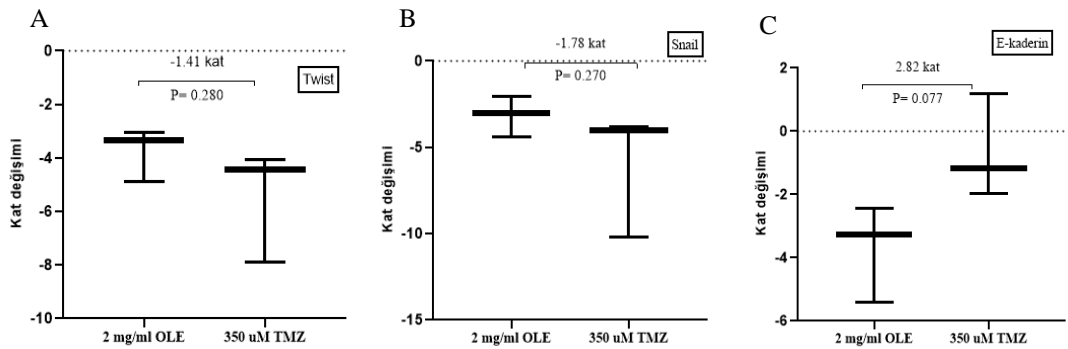 A
Kat değişimi
0
-2
-4
-6
-8
-10
-1.41 kat
P= 0.280
Twist
2 mg/ml OLE
350 uM TMZ
B
Kat değişimi
0
-5
-10
-15
-1.78 kat
P= 0.270
Snail
2 mg/ml OLE
350 uM TMZ
C
Kat değişimi
2
0
-2
-4
-6
2.82 kat
P= 0.077
E-kaderin
2 mg/ml OLE
350 uM TMZ